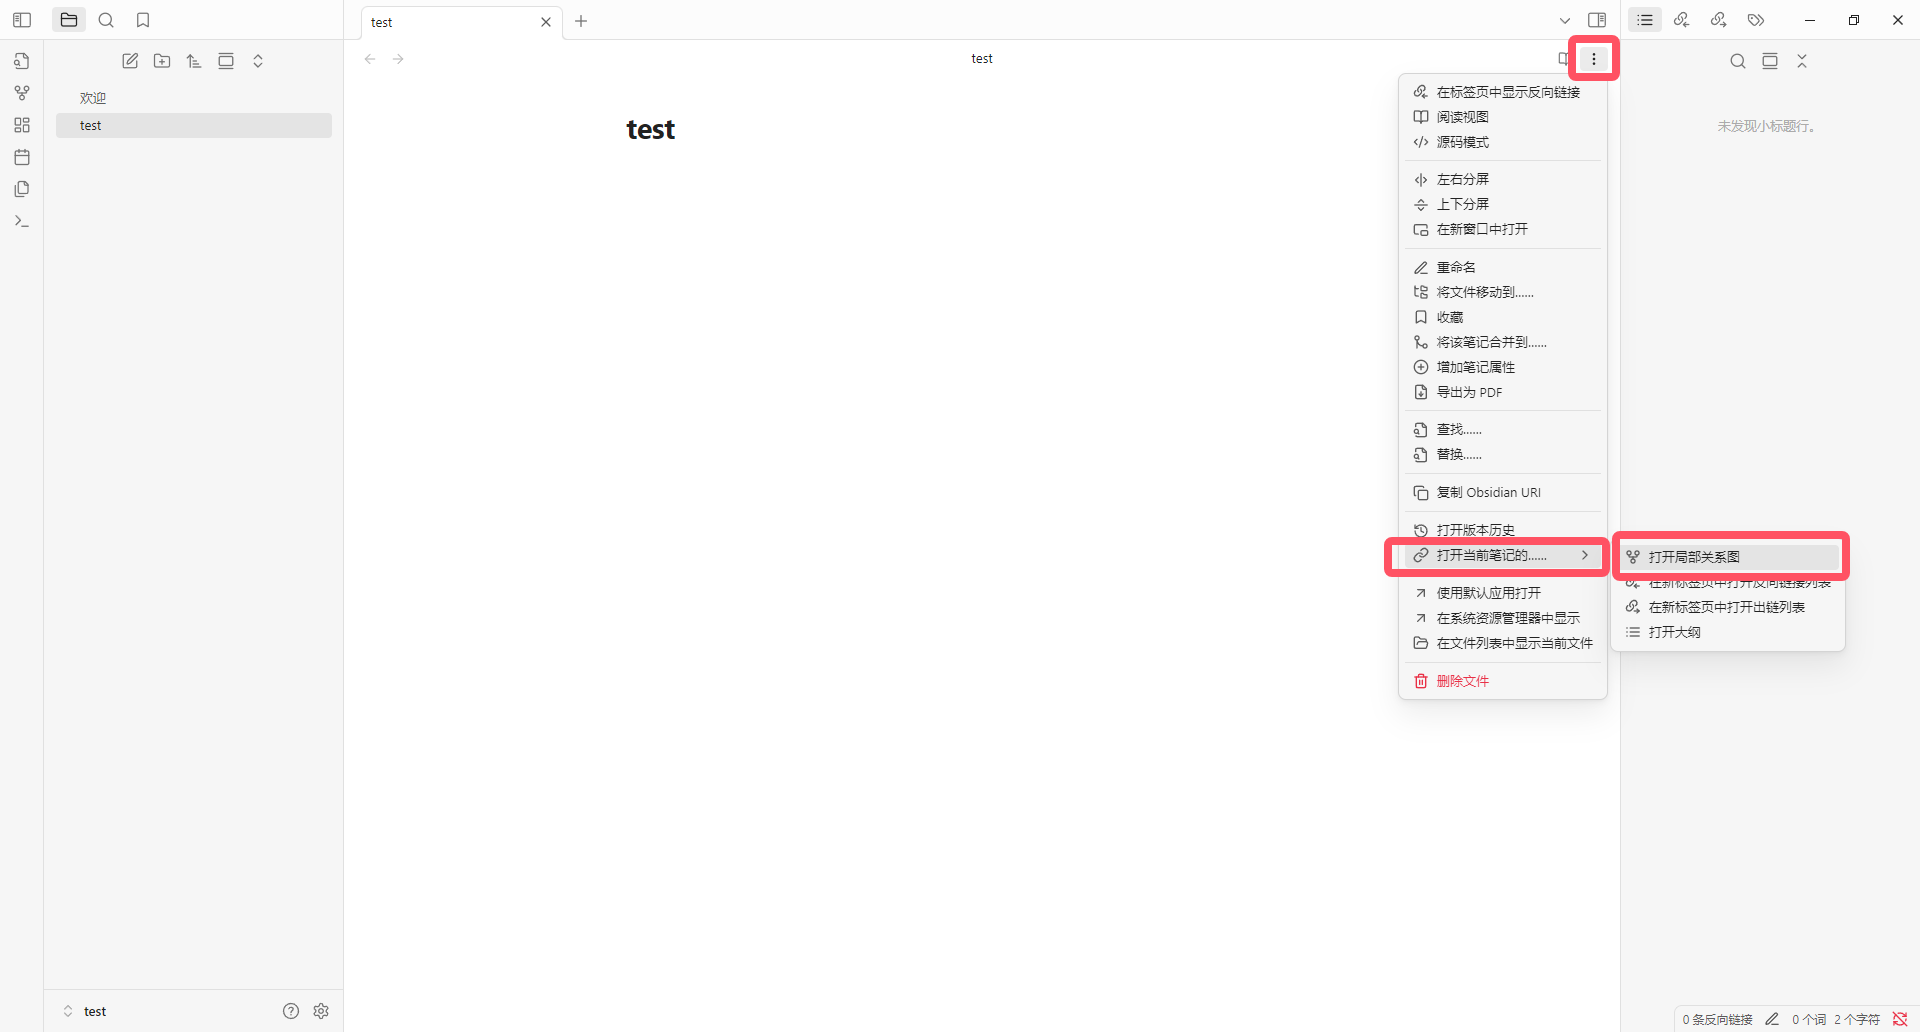 test
test
欢迎
test
test
在标签页中显示反向链接
阅读视图
源码模式
左右分屏
上下分屏
在新窗口中打开
重命名
将文件移动到......
收藏
将该笔记合并到......
增加笔记属性
导出为 PDF
查找......
替换......
复制 Obsidian URI
打开版本历史
打开当前笔记的......
使用默认应用打开
在系统资源管理器中显示
在文件列表中显示当前文件
删除文件
打开局部关系图
在新标签页中打开反向链接列表
在新标签页中打开出链列表
打开大纲
未发现小标题行。
test
0 条反向链接
0 个词
2 个字符